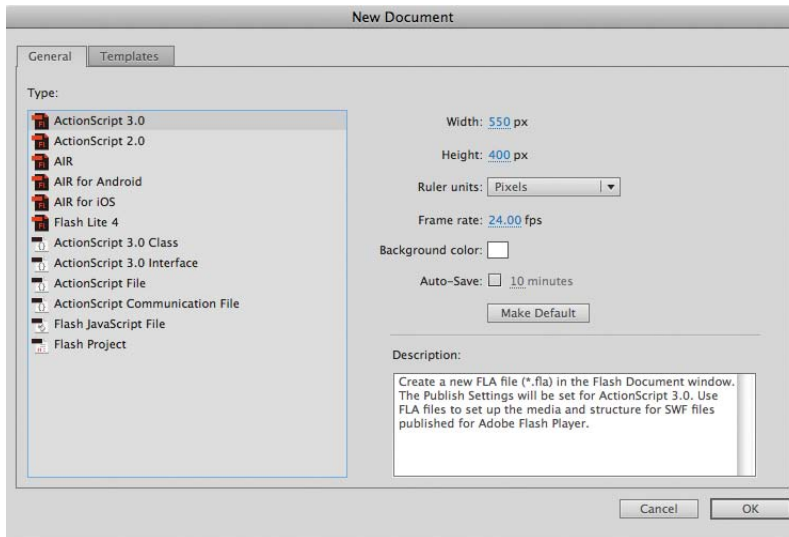 New Document
General
Templates
Type:
ActionScript 3.0
ActionScript 2.0
AIR
AIR for Android
AIR for iOS
Flash Lite 4
ActionScript 3.0 Class
ActionScript 3.0 Interface
ActionScript File
ActionScript Communication File
Flash JavaScript File
Flash Project
Width: 550 px
Height: 400 px
Ruler units: Pixels
Frame rate: 24.00 fps
Background color:
Auto-Save: 10 minutes
Make Default
Description:
Create a new FLA file (*.fla) in the Flash Document window.
The Publish Settings will be set for ActionScript 3.0. Use
FLA files to set up the media and structure for SWF files
published for Adobe Flash Player.
Cancel
OK